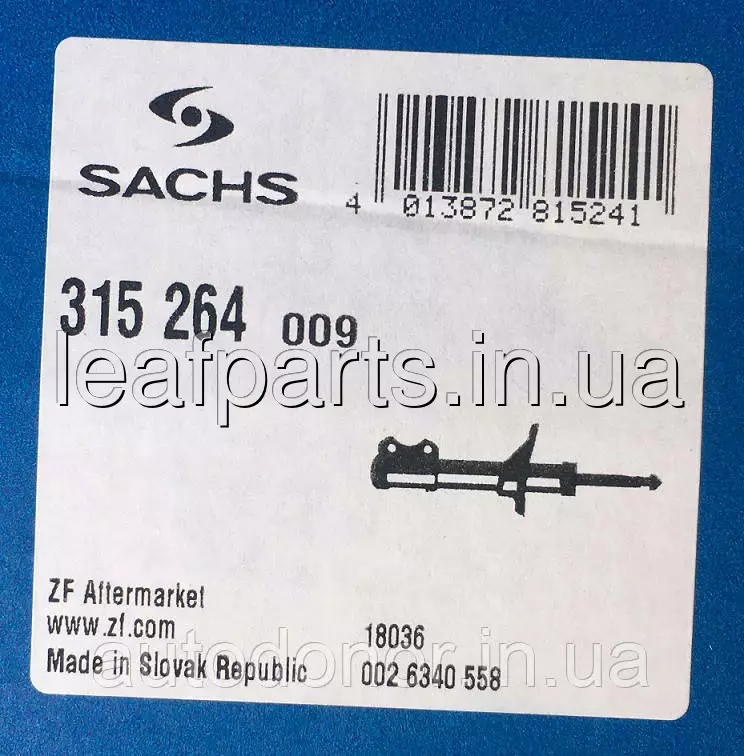 SACHS
4 013872 815241
315 264 009
leafparts.in.ua
ZF Aftermarket
www.zf.com
18036
autodonor.in.ua
Made in Slovak Republic
002 6340 558